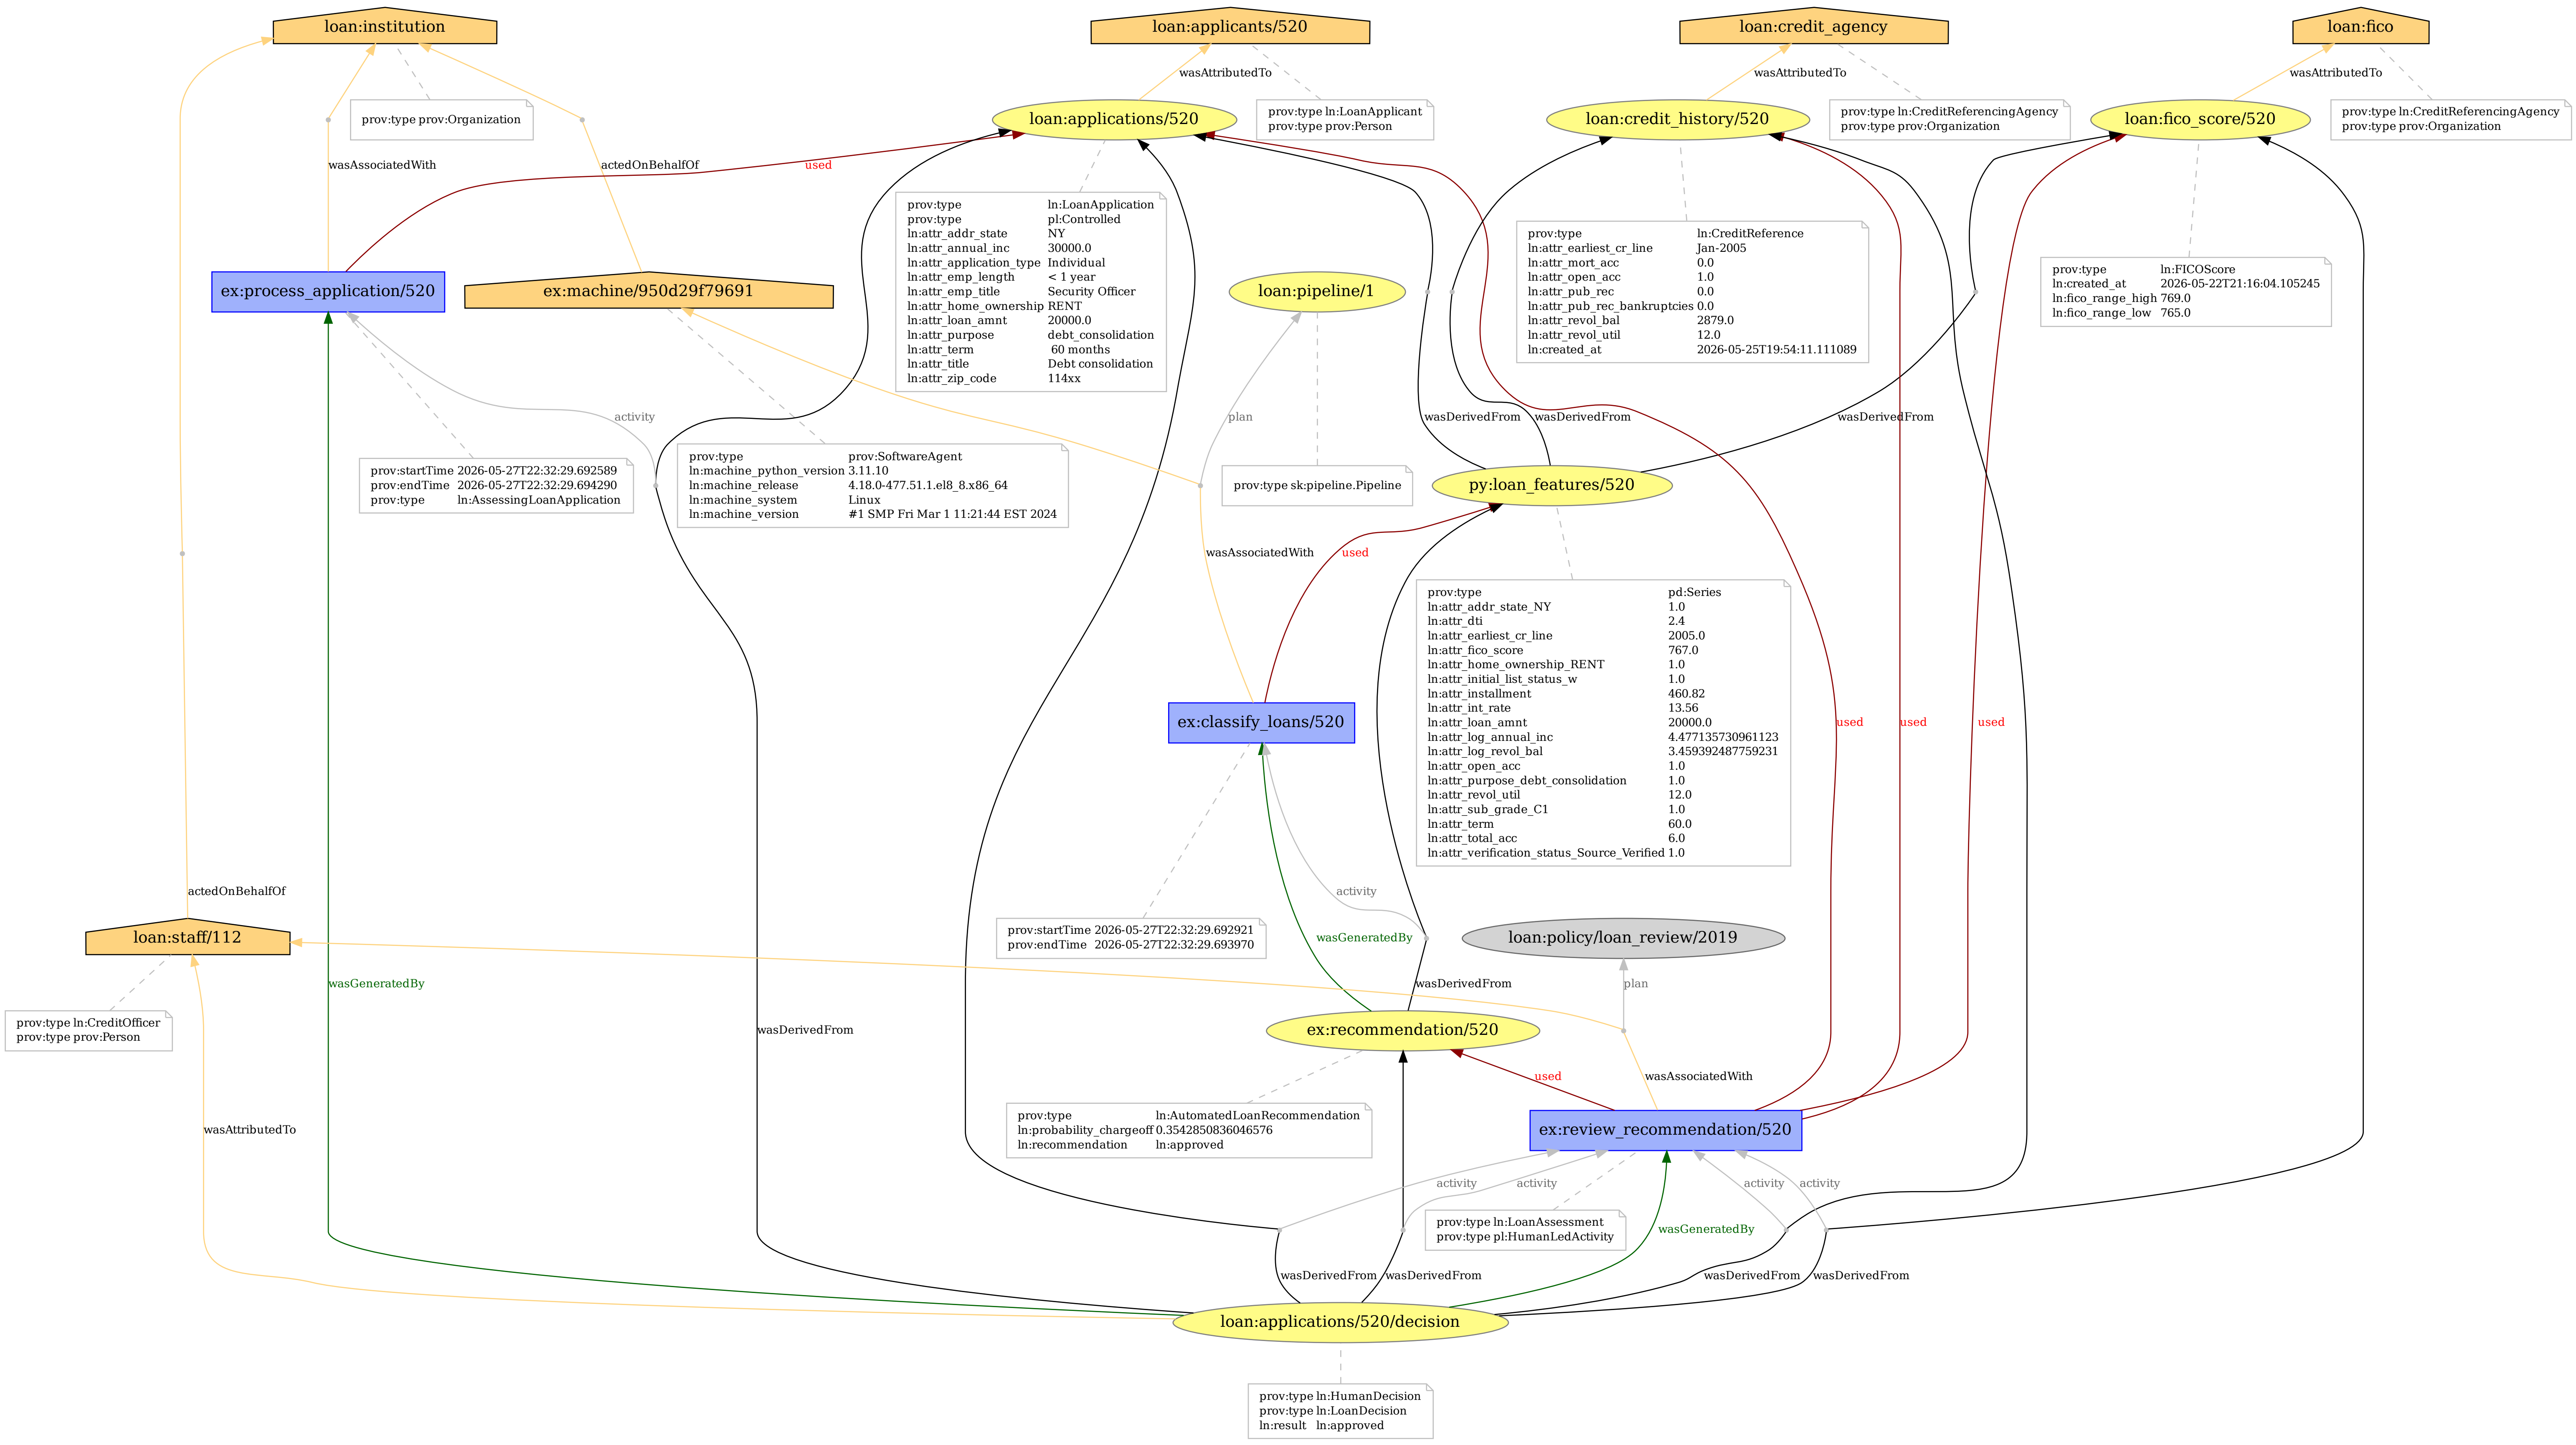 loan:institution
loan:applicants/520
loan:credit_agency
loan:fico
wasAttributedTo
wasAttributedTo
wasAttributedTo
prov:type prov:Organization
loan:applications/520
prov:type ln:LoanApplicant
prov:type prov:Person
loan:credit_history/520
prov:type ln:CreditReferencingAgency
prov:type prov:Organization
loan:fico_score/520
prov:type ln:CreditReferencingAgency
prov:type prov:Organization
wasAssociatedWith
actedOnBehalfOf
used
prov:type ln:LoanApplication
prov:type pl:Controlled
ln:attr_addr_state NY
ln:attr_annual_inc 30000.0
ln:attr_application_type Individual
ln:attr_emp_length < 1 year
ln:attr_emp_title Security Officer
ln:attr_home_ownership RENT
ln:attr_loan_amnt 20000.0
ln:attr_purpose debt_consolidation
ln:attr_term 60 months
ln:attr_title Debt consolidation
ln:attr_zip_code 114xx
prov:type ln:CreditReference
ln:attr_earliest_cr_line Jan-2005
ln:attr_mort_acc 0.0
ln:attr_open_acc 1.0
ln:attr_pub_rec 0.0
ln:attr_pub_rec_bankruptcies 0.0
ln:attr_revol_bal 2879.0
ln:attr_revol_util 12.0
ln:created_at 2026-05-25T19:54:11.111089
prov:type ln:FICOScore
ln:created_at 2026-05-22T21:16:04.105245
ln:fico_range_high 769.0
ln:fico_range_low 765.0
ex:process_application/520
ex:machine/950d29f79691
loan:pipeline/1
activity
plan
wasDerivedFrom
wasDerivedFrom
wasDerivedFrom
prov:startTime 2026-05-27T22:32:29.692589
prov:endTime 2026-05-27T22:32:29.694290
prov:type ln:AssessingLoanApplication
prov:type prov:SoftwareAgent
ln:machine_python_version 3.11.10
ln:machine_release 4.18.0-477.51.1.el8_8.x86_64
ln:machine_system Linux
ln:machine_version #1 SMP Fri Mar 1 11:21:44 EST 2024
prov:type sk:pipeline.Pipeline
py:loan_features/520
wasAssociatedWith
used
prov:type pd:Series
ln:attr_addr_state_NY 1.0
ln:attr_dti 2.4
ln:attr_earliest_cr_line 2005.0
ln:attr_fico_score 767.0
ln:attr_home_ownership_RENT 1.0
ln:attr_initial_list_status_w 1.0
ln:attr_installment 460.82
ln:attr_int_rate 13.56
ln:attr_loan_amnt 20000.0
ln:attr_log_annual_inc 4.477135730961123
ln:attr_log_revol_bal 3.459392487759231
ln:attr_open_acc 1.0
ln:attr_purpose_debt_consolidation 1.0
ln:attr_revol_util 12.0
ln:attr_sub_grade_C1 1.0
ln:attr_term 60.0
ln:attr_total_acc 6.0
ln:attr_verification_status_Source_Verified 1.0
ex:classify_loans/520
used
used
used
actedOnBehalfOf
activity
loan:staff/112
prov:startTime 2026-05-27T22:32:29.692921
prov:endTime 2026-05-27T22:32:29.693970
wasGeneratedBy
loan:policy/loan_review/2019
wasGeneratedBy
wasDerivedFrom
plan
prov:type ln:CreditOfficer
prov:type prov:Person
wasDerivedFrom
ex:recommendation/520
used
wasAssociatedWith
prov:type ln:AutomatedLoanRecommendation
ln:probability_chargeoff 0.3542850836046576
ln:recommendation ln:approved
wasAttributedTo
ex:review_recommendation/520
activity
activity
activity
activity
prov:type ln:LoanAssessment
prov:type pl:HumanLedActivity
wasGeneratedBy
wasDerivedFrom
wasDerivedFrom
wasDerivedFrom
wasDerivedFrom
loan:applications/520/decision
prov:type ln:HumanDecision
prov:type ln:LoanDecision
ln:result ln:approved